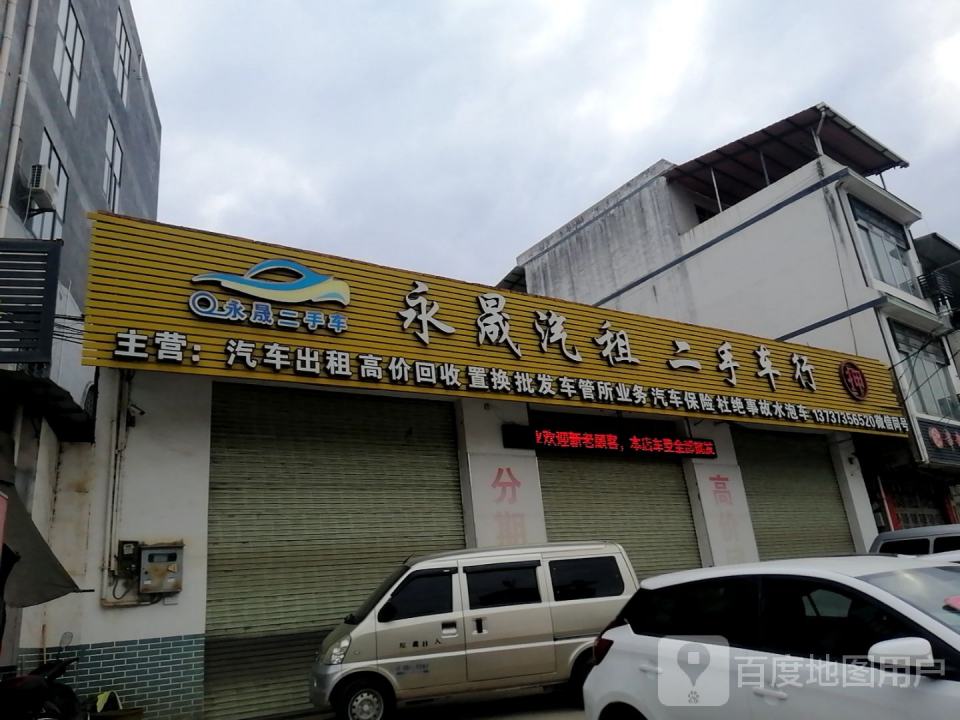 永晟汽租 二手车行 押
永晟二手车
主营：汽车出租高价回收置换批发车管所业务汽车保险杜绝事故水泡车13737356520微信同号
欢迎新老顾客，本店车受全部批发
分期
高价
百度地图用户